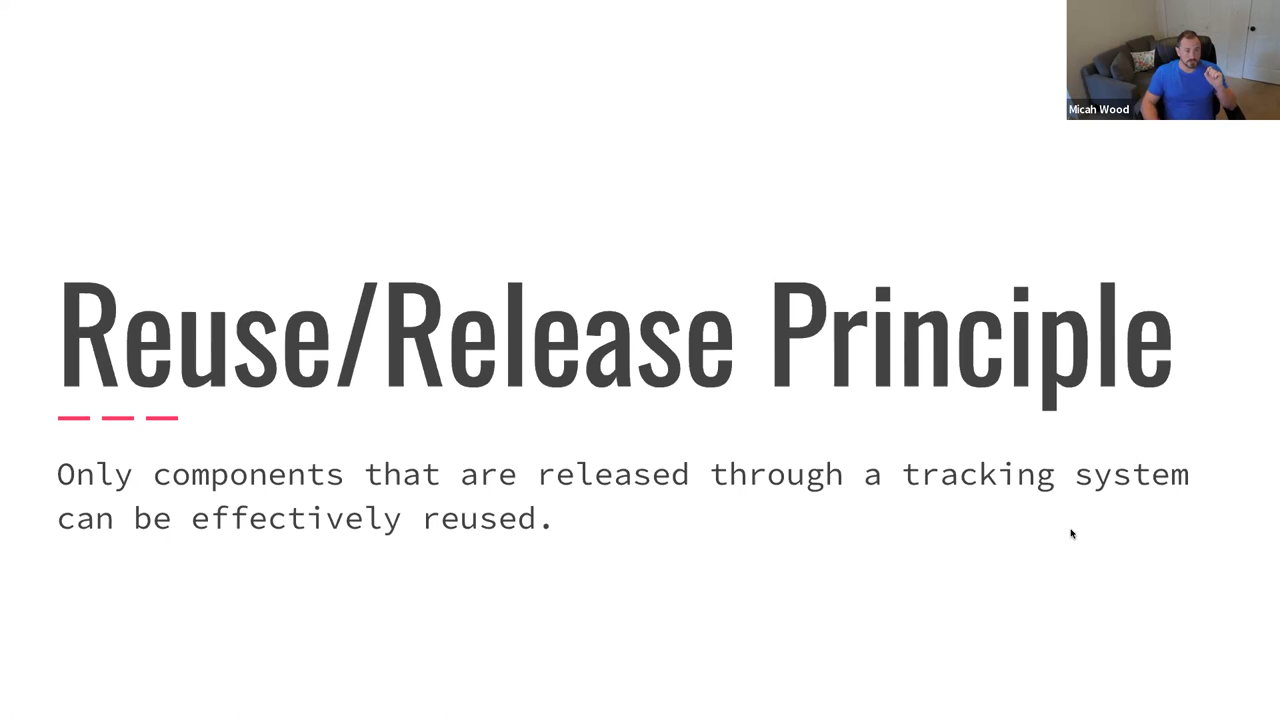 Micah Wood
Reuse/Release Principle
Only components that are released through a tracking system
can be effectively reused.